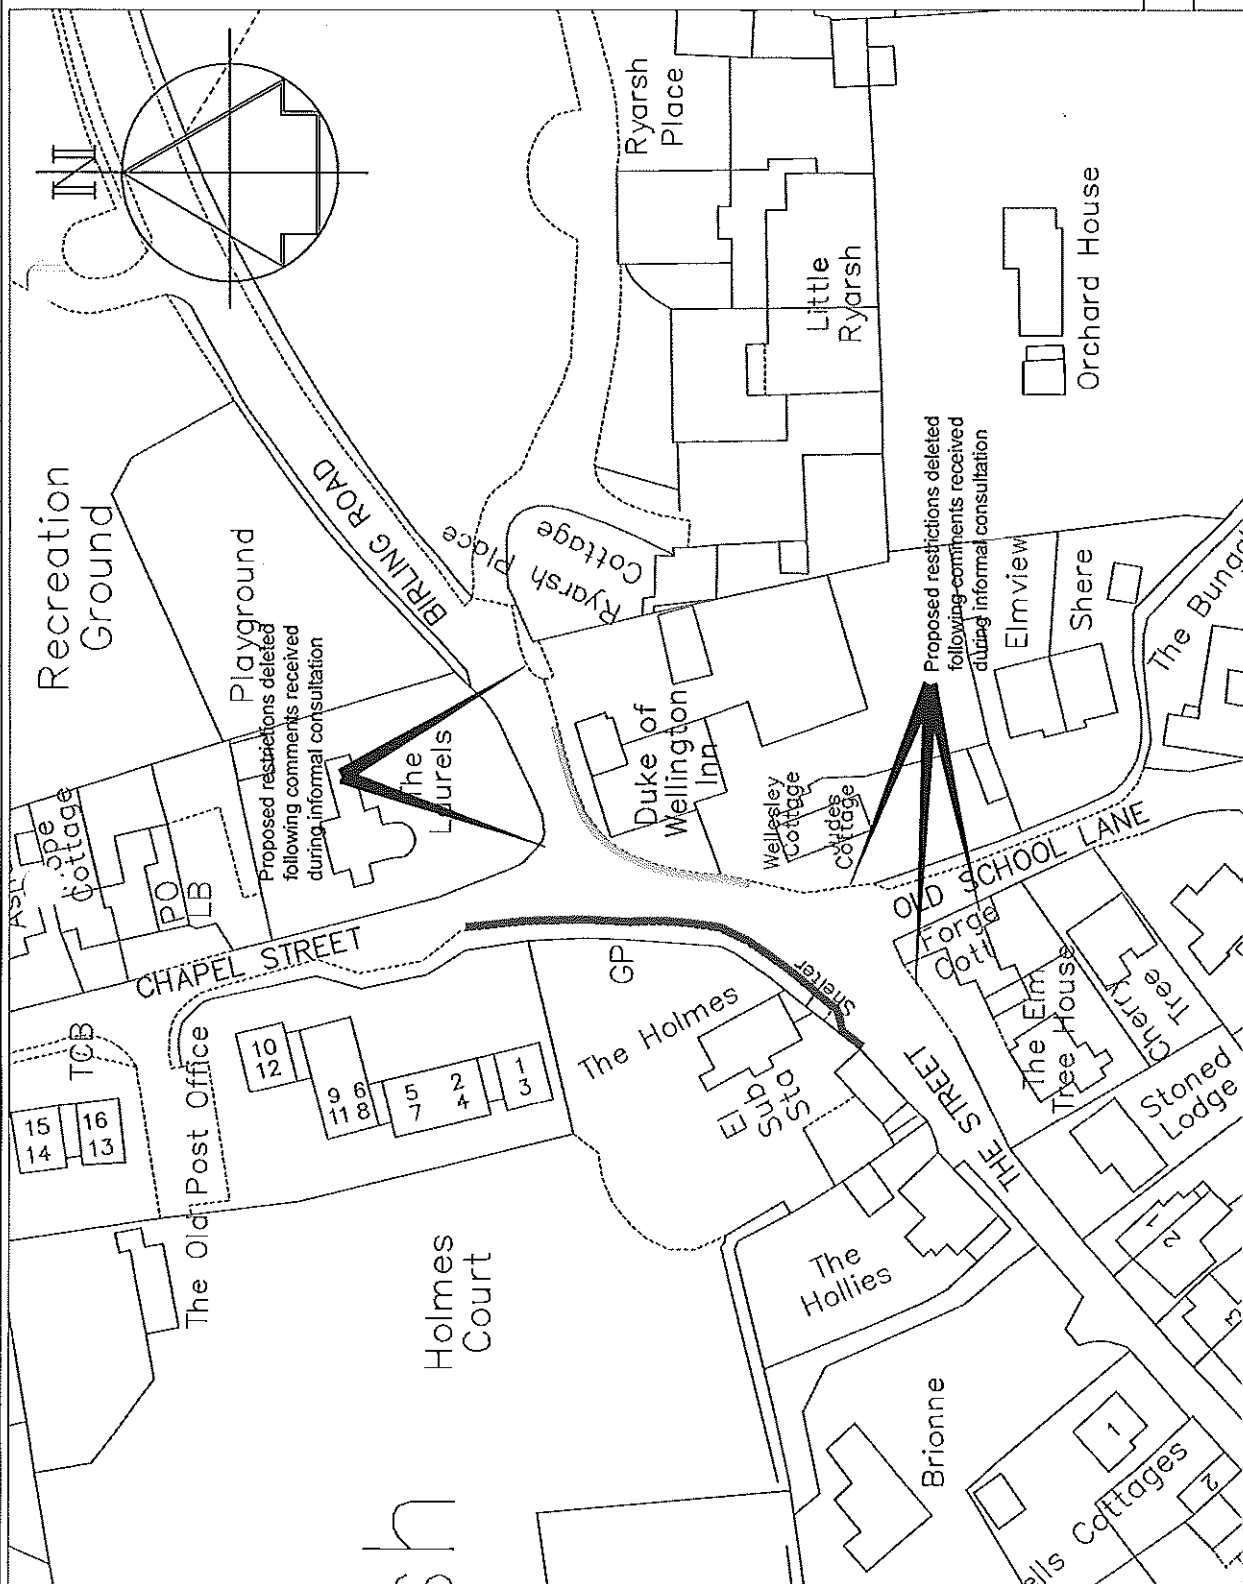 N
Ryarsh
Place
Recreation
Ground
Playground
BIRLING ROAD
Ryarsh Place
Cottage
Little
Ryarsh
Orchard House
Proposed restrictions deleted
following comments received
during informal consultation
The
Laurels
Cottage
PO
LB
CHAPEL STREET
TCB
Duke of
Wellington
Inn
Wellesley
Cottage
Judes
Cottage
Proposed restrictions deleted
following comments received
during informal consultation
Elmview
Shere
OLD SCHOOL LANE
Forge
Cott
GP
The Holmes
Shelter
El
Sub
Sta
THE STREET
The Elm
Tree House
Cherry
Tree
Stoned
Lodge
10
12
9 6
11 8
5 2
7 4
1
3
15
14
16
13
The Old Post Office
Holmes
Court
The
Hollies
Brionne
1
2
3
1
2
Cottages